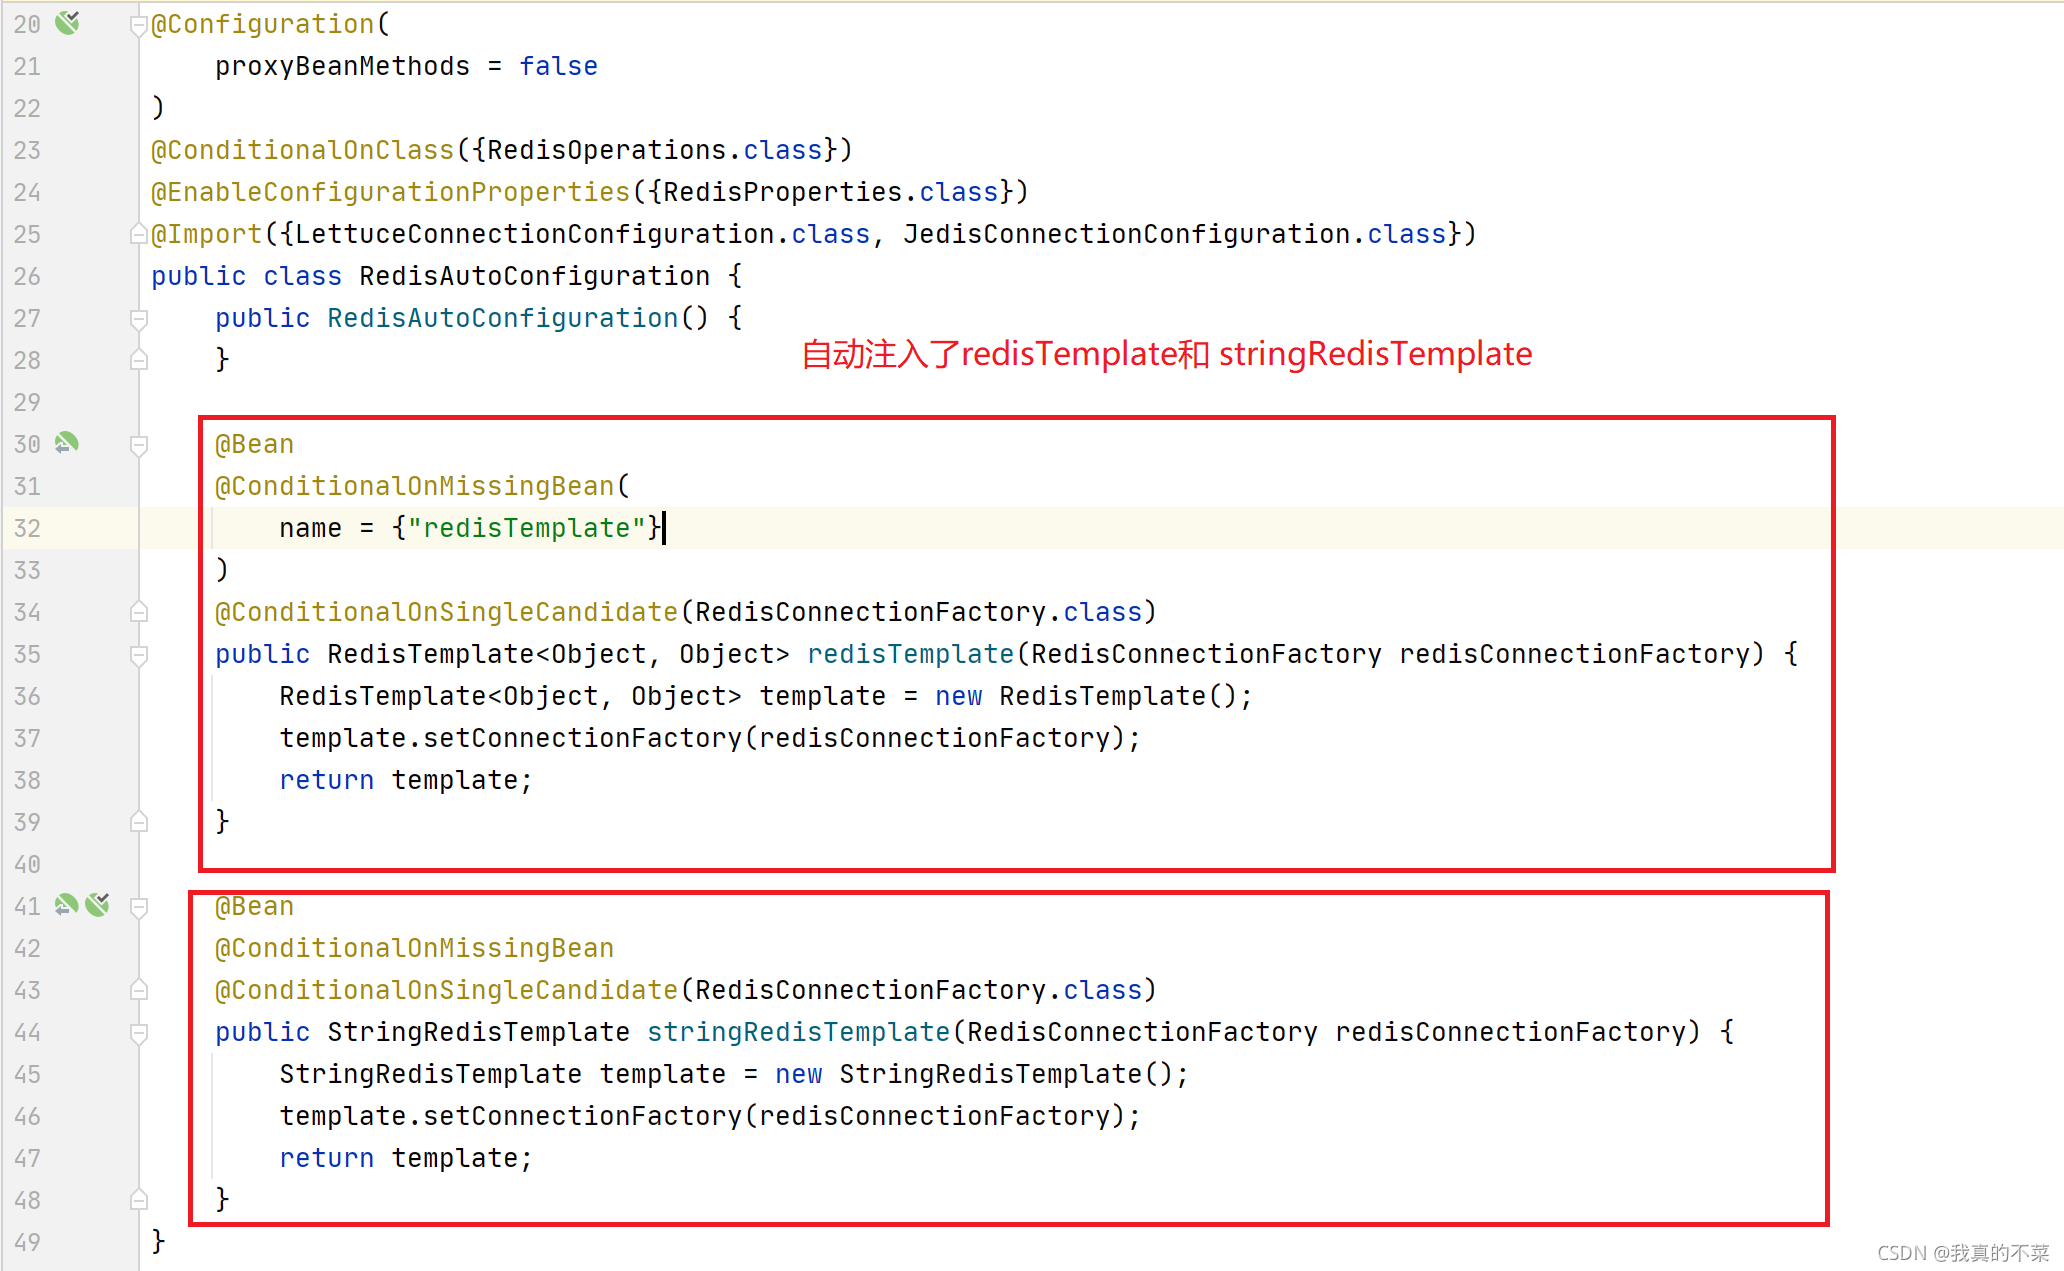 20 @Configuration(
21     proxyBeanMethods = false
22 )
23 @ConditionalOnClass({RedisOperations.class})
24 @EnableConfigurationProperties({RedisProperties.class})
25 @Import({LettuceConnectionConfiguration.class, JedisConnectionConfiguration.class})
26 public class RedisAutoConfiguration {
27     public RedisAutoConfiguration() {
自动注入了redisTemplate和 stringRedisTemplate
28     }
29
30     @Bean
31     @ConditionalOnMissingBean(
32         name = {"redisTemplate"}
33     )
34     @ConditionalOnSingleCandidate(RedisConnectionFactory.class)
35     public RedisTemplate<Object, Object> redisTemplate(RedisConnectionFactory redisConnectionFactory) {
36         RedisTemplate<Object, Object> template = new RedisTemplate();
37         template.setConnectionFactory(redisConnectionFactory);
38         return template;
39     }
40
41     @Bean
42     @ConditionalOnMissingBean
43     @ConditionalOnSingleCandidate(RedisConnectionFactory.class)
44     public StringRedisTemplate stringRedisTemplate(RedisConnectionFactory redisConnectionFactory) {
45         StringRedisTemplate template = new StringRedisTemplate();
46         template.setConnectionFactory(redisConnectionFactory);
47         return template;
48     }
49 }
CSDN @我真的不菜